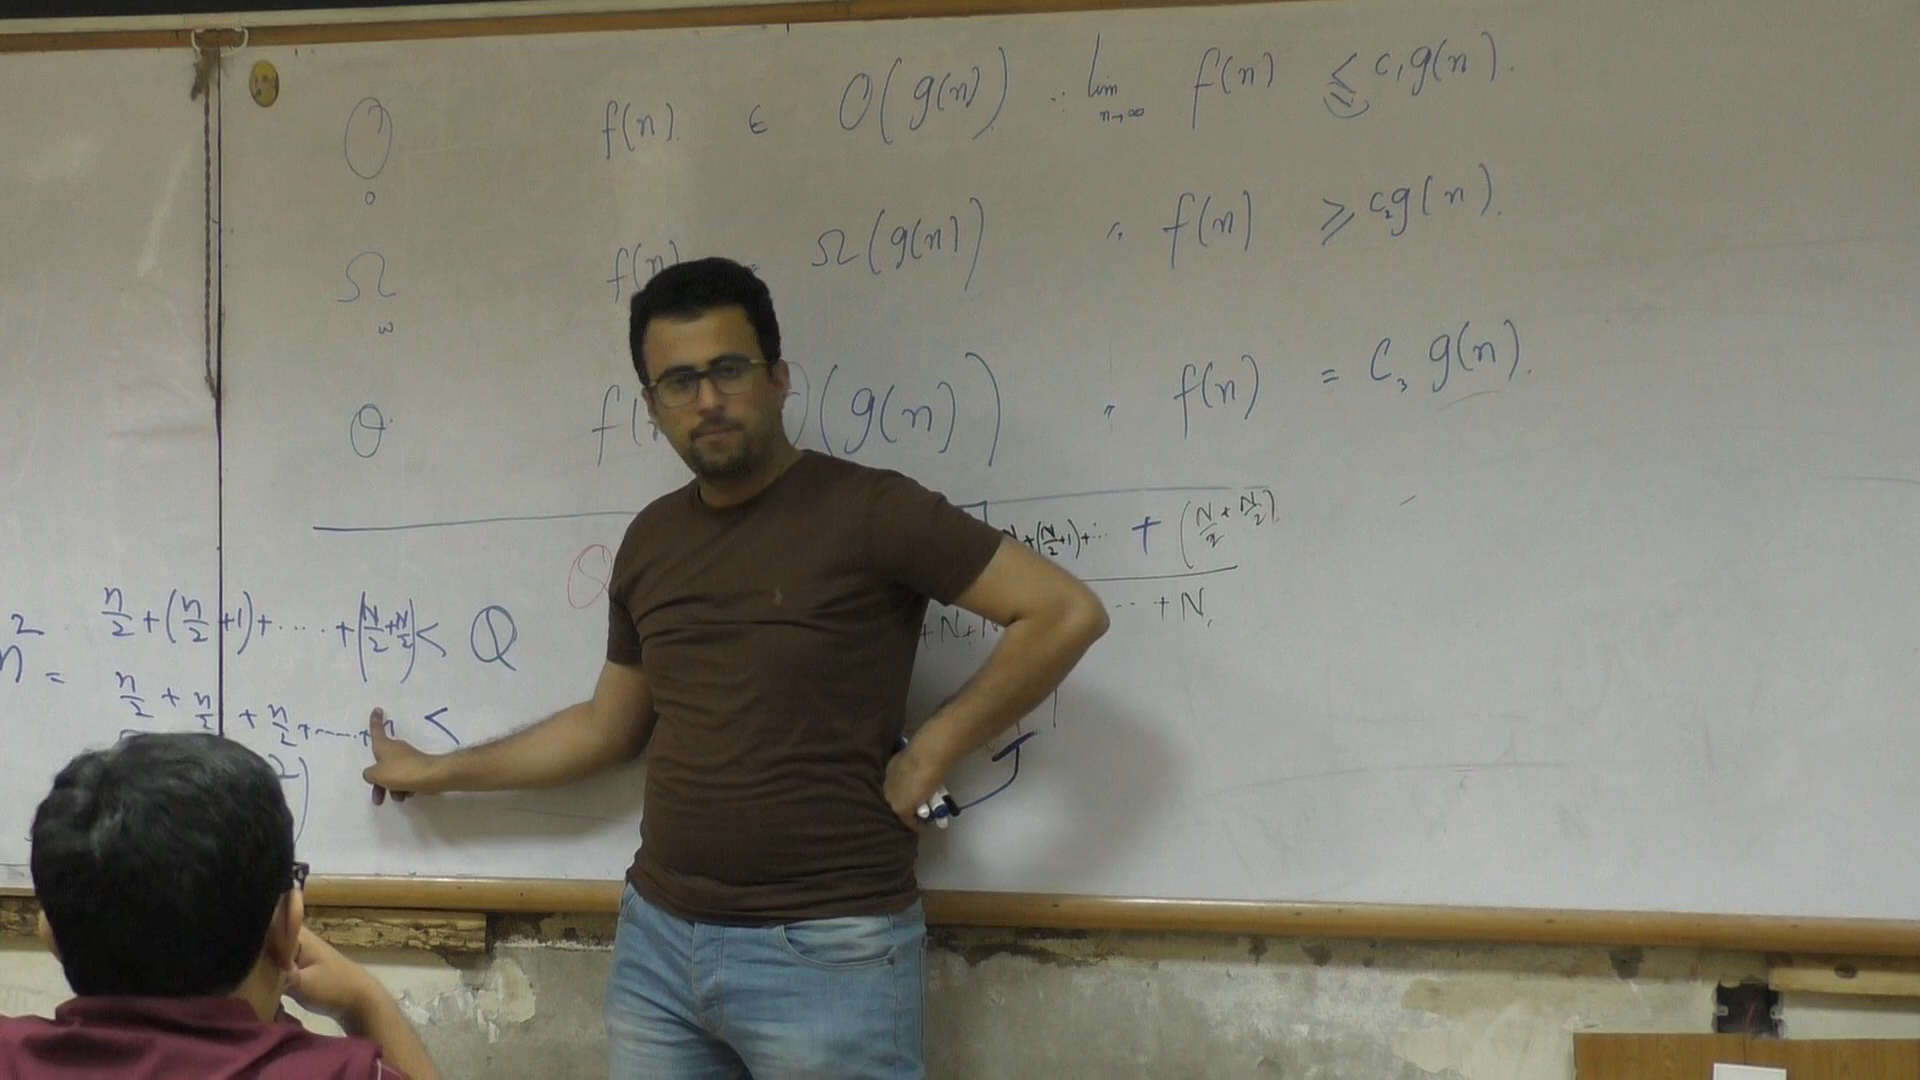 O f(n) ∈ O(g(n)) ∴ lim n→∞ f(n) ≤ c₁g(n).
o
Ω f(n) = Ω(g(n)) " f(n) ≥ c₂g(n).
ω
θ f( (g(n)) " f(n) = C₃ g(n).
+(N/2+1)+... + (N/2+N/2)
+N+N ... +N,
n/2+(n/2+1)+....+(N/2+N/2)< Q
n² = n/2+n/2+n/2+....+ <